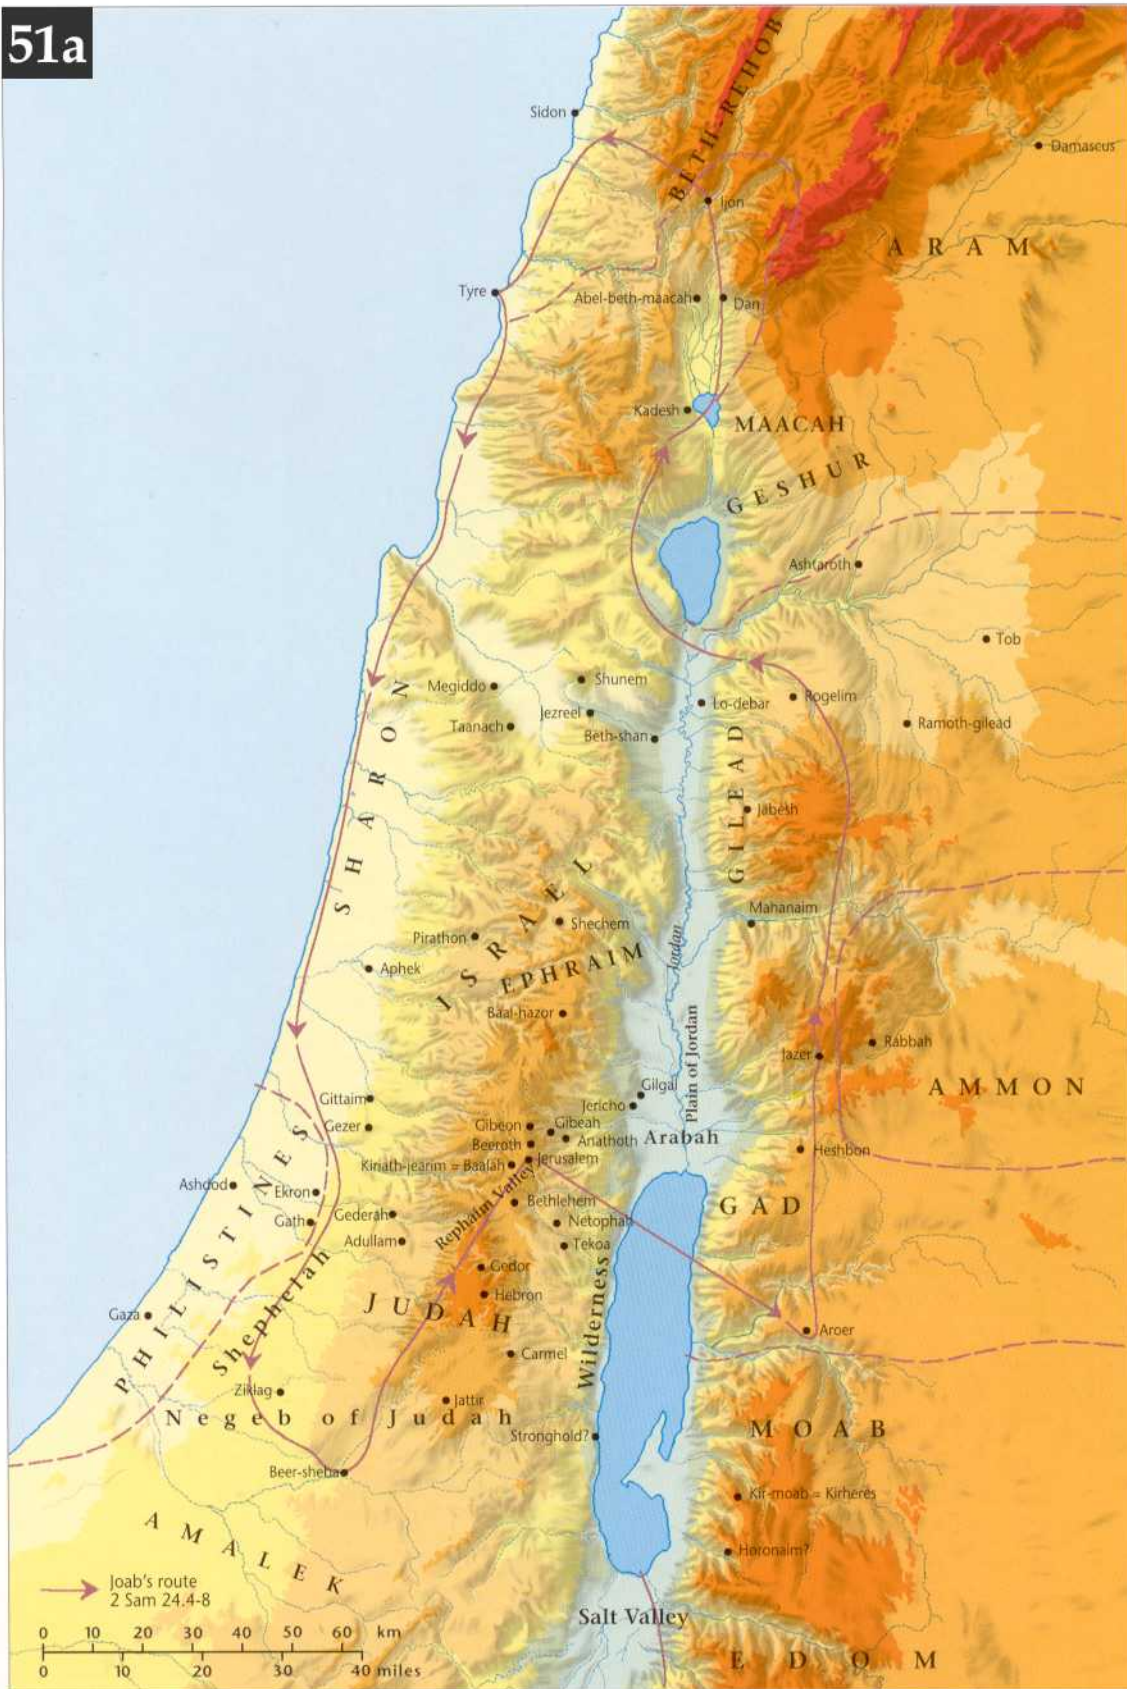 51a
BETH-REHOB
Sidon
Damascus
Ijon
ARAM
Tyre
Abel-beth-maacah
Dan
Kadesh
MAACAH
GESHUR
Ashtaroth
Tob
Megiddo
Shunem
Lo-debar
Rogelim
Taanach
Jezreel
Ramoth-gilead
Beth-shan
SHARON
GILEAD
Jabesh
ISRAEL
Mahanaim
Pirathon
Shechem
Jordan
Aphek
EPHRAIM
Baal-hazor
Plain of Jordan
Jazer
Rabbah
AMMON
Gittaim
Gilgal
Jericho
Gezer
Gibeon
Gibeah
Beeroth
Anathoth
Arabah
Kiriath-jearim = Baalah
Jerusalem
Heshbon
PHILISTINES
Ashdod
Ekron
Rephaim Valley
Bethlehem
GAD
Gath
Gederah
Netophah
Adullam
Tekoa
Shephelah
Gedor
Hebron
Gaza
JUDAH
Wilderness
Aroer
Carmel
Ziklag
Jattir
Negeb of Judah
Stronghold?
MOAB
Beer-sheba
Kir-moab = Kirheres
AMALEK
Horonaim?
Joab's route
2 Sam 24.4-8
Salt Valley
EDOM
0 10 20 30 40 50 60 km
0 10 20 30 40 miles